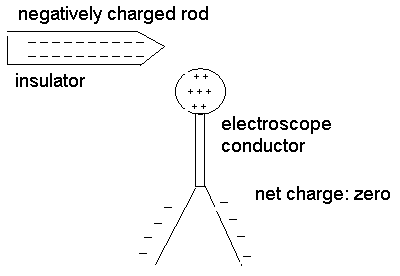 negatively charged rod
insulator
electroscope
conductor
net charge: zero